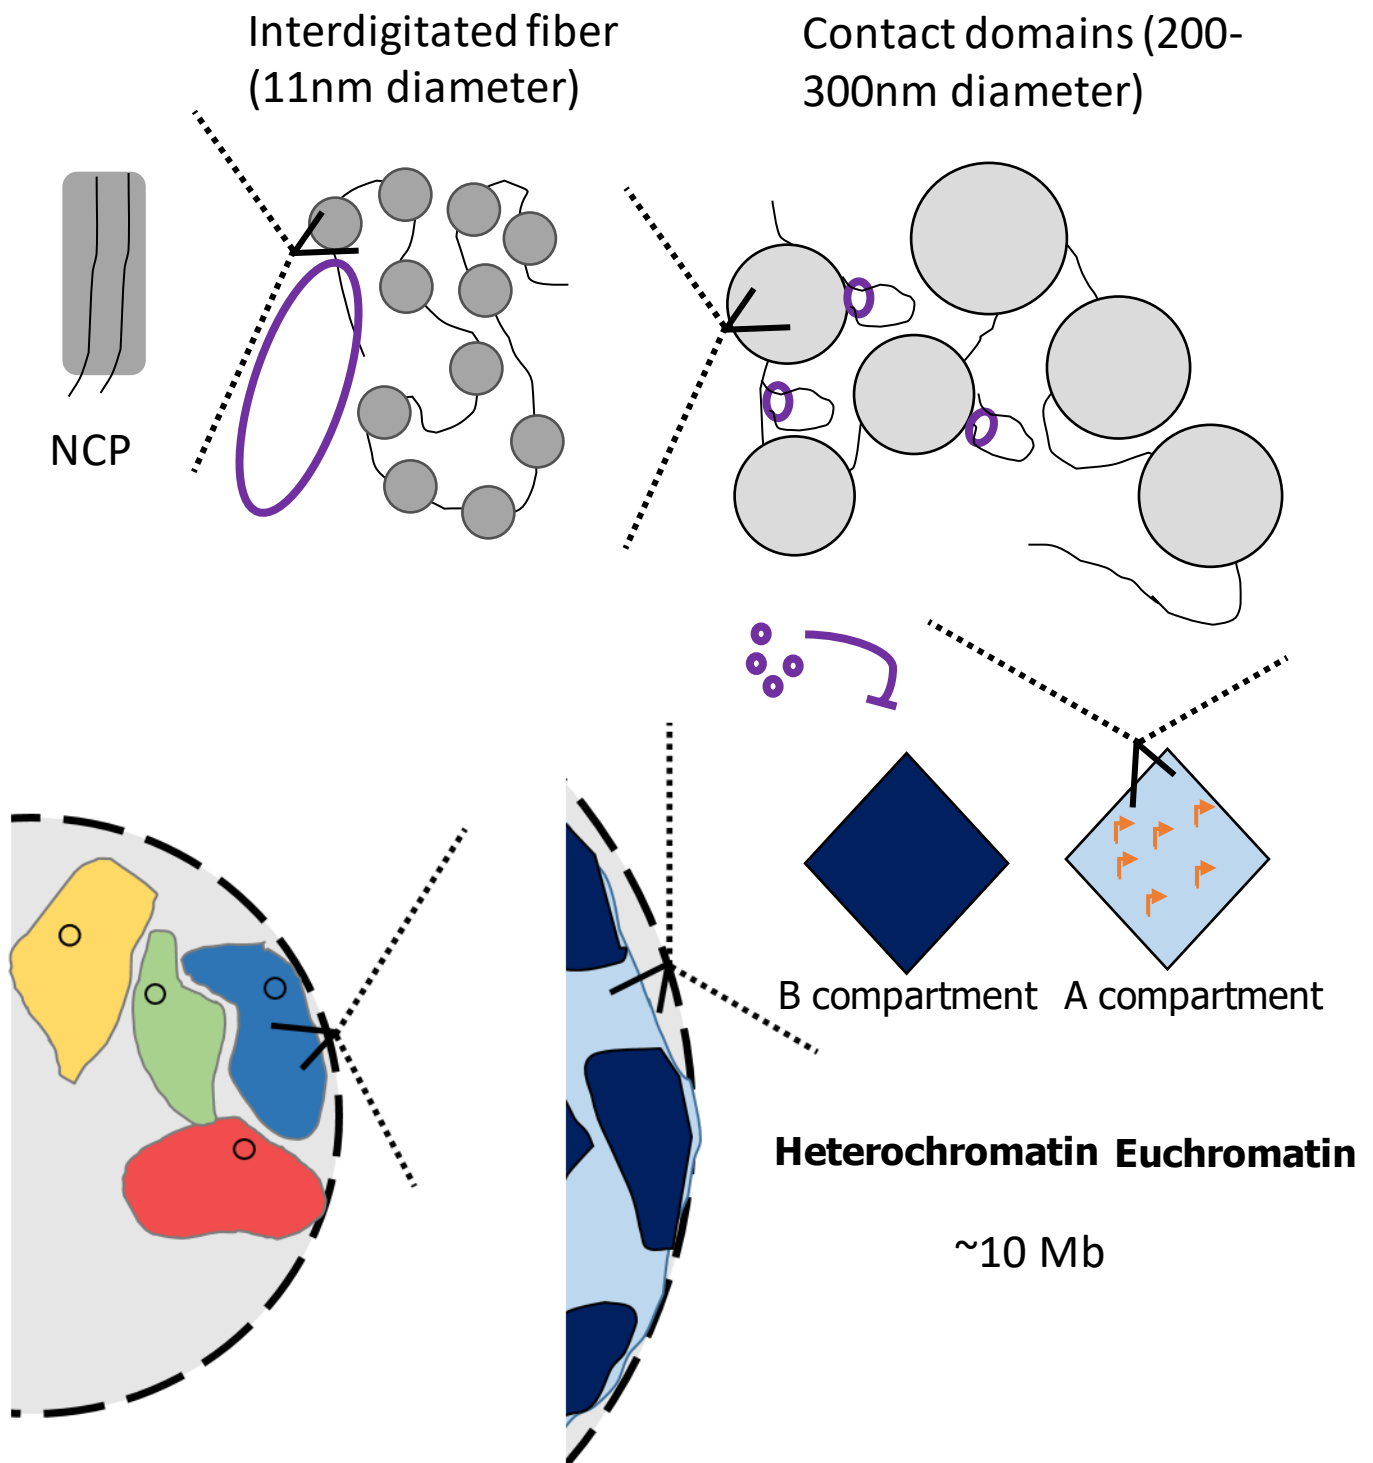 Interdigitated fiber
(11nm diameter)
Contact domains (200-
300nm diameter)
NCP
B compartment
A compartment
Heterochromatin
Euchromatin
~10 Mb